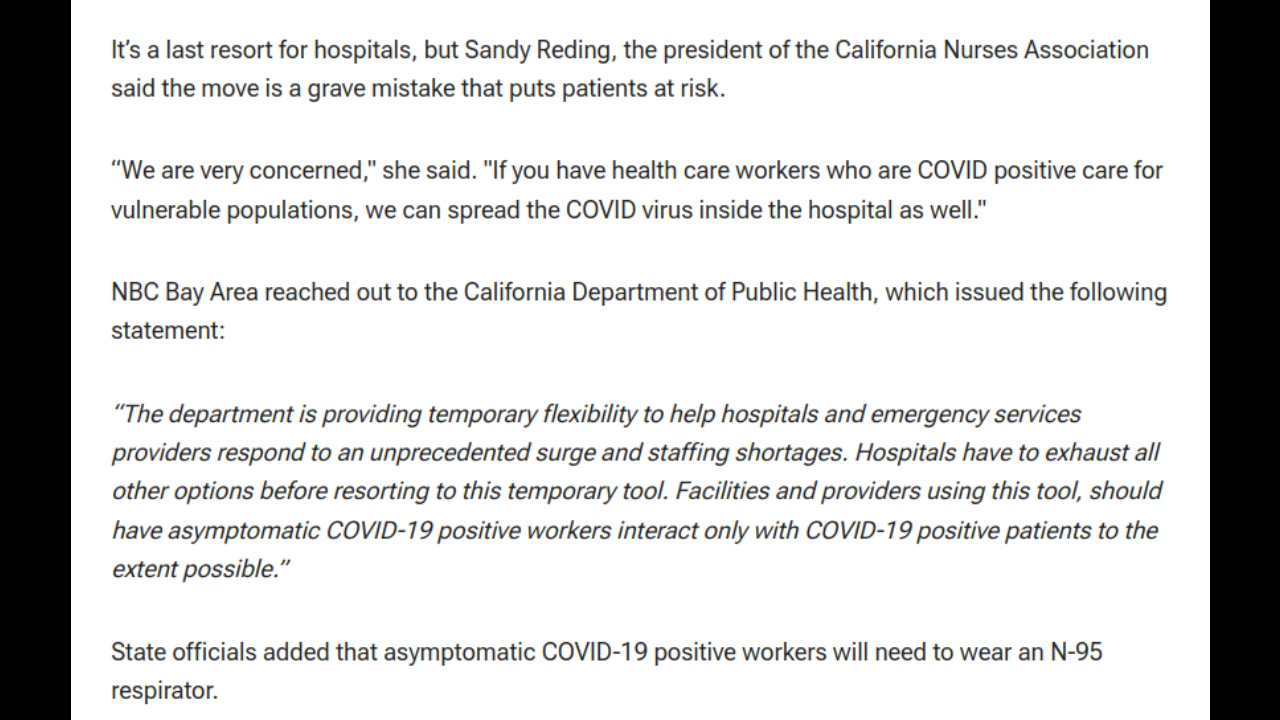 It’s a last resort for hospitals, but Sandy Reding, the president of the California Nurses Association
said the move is a grave mistake that puts patients at risk.
“We are very concerned," she said. "If you have health care workers who are COVID positive care for
vulnerable populations, we can spread the COVID virus inside the hospital as well."
NBC Bay Area reached out to the California Department of Public Health, which issued the following
statement:
“The department is providing temporary flexibility to help hospitals and emergency services
providers respond to an unprecedented surge and staffing shortages. Hospitals have to exhaust all
other options before resorting to this temporary tool. Facilities and providers using this tool, should
have asymptomatic COVID-19 positive workers interact only with COVID-19 positive patients to the
extent possible.”
State officials added that asymptomatic COVID-19 positive workers will need to wear an N-95
respirator.